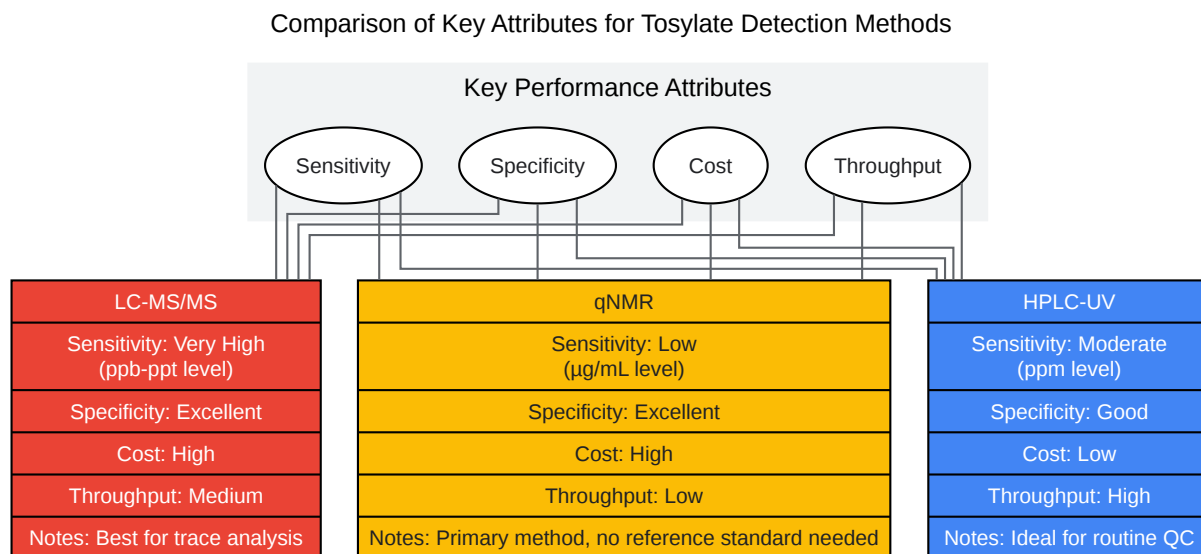 Comparison of Key Attributes for Tosylate Detection Methods
Key Performance Attributes
Sensitivity
Specificity
Cost
Throughput
LC-MS/MS
Sensitivity: Very High
(ppb-ppt level)
Specificity: Excellent
Cost: High
Throughput: Medium
Notes: Best for trace analysis
qNMR
Sensitivity: Low
(µg/mL level)
Specificity: Excellent
Cost: High
Throughput: Low
Notes: Primary method, no reference standard needed
HPLC-UV
Sensitivity: Moderate
(ppm level)
Specificity: Good
Cost: Low
Throughput: High
Notes: Ideal for routine QC